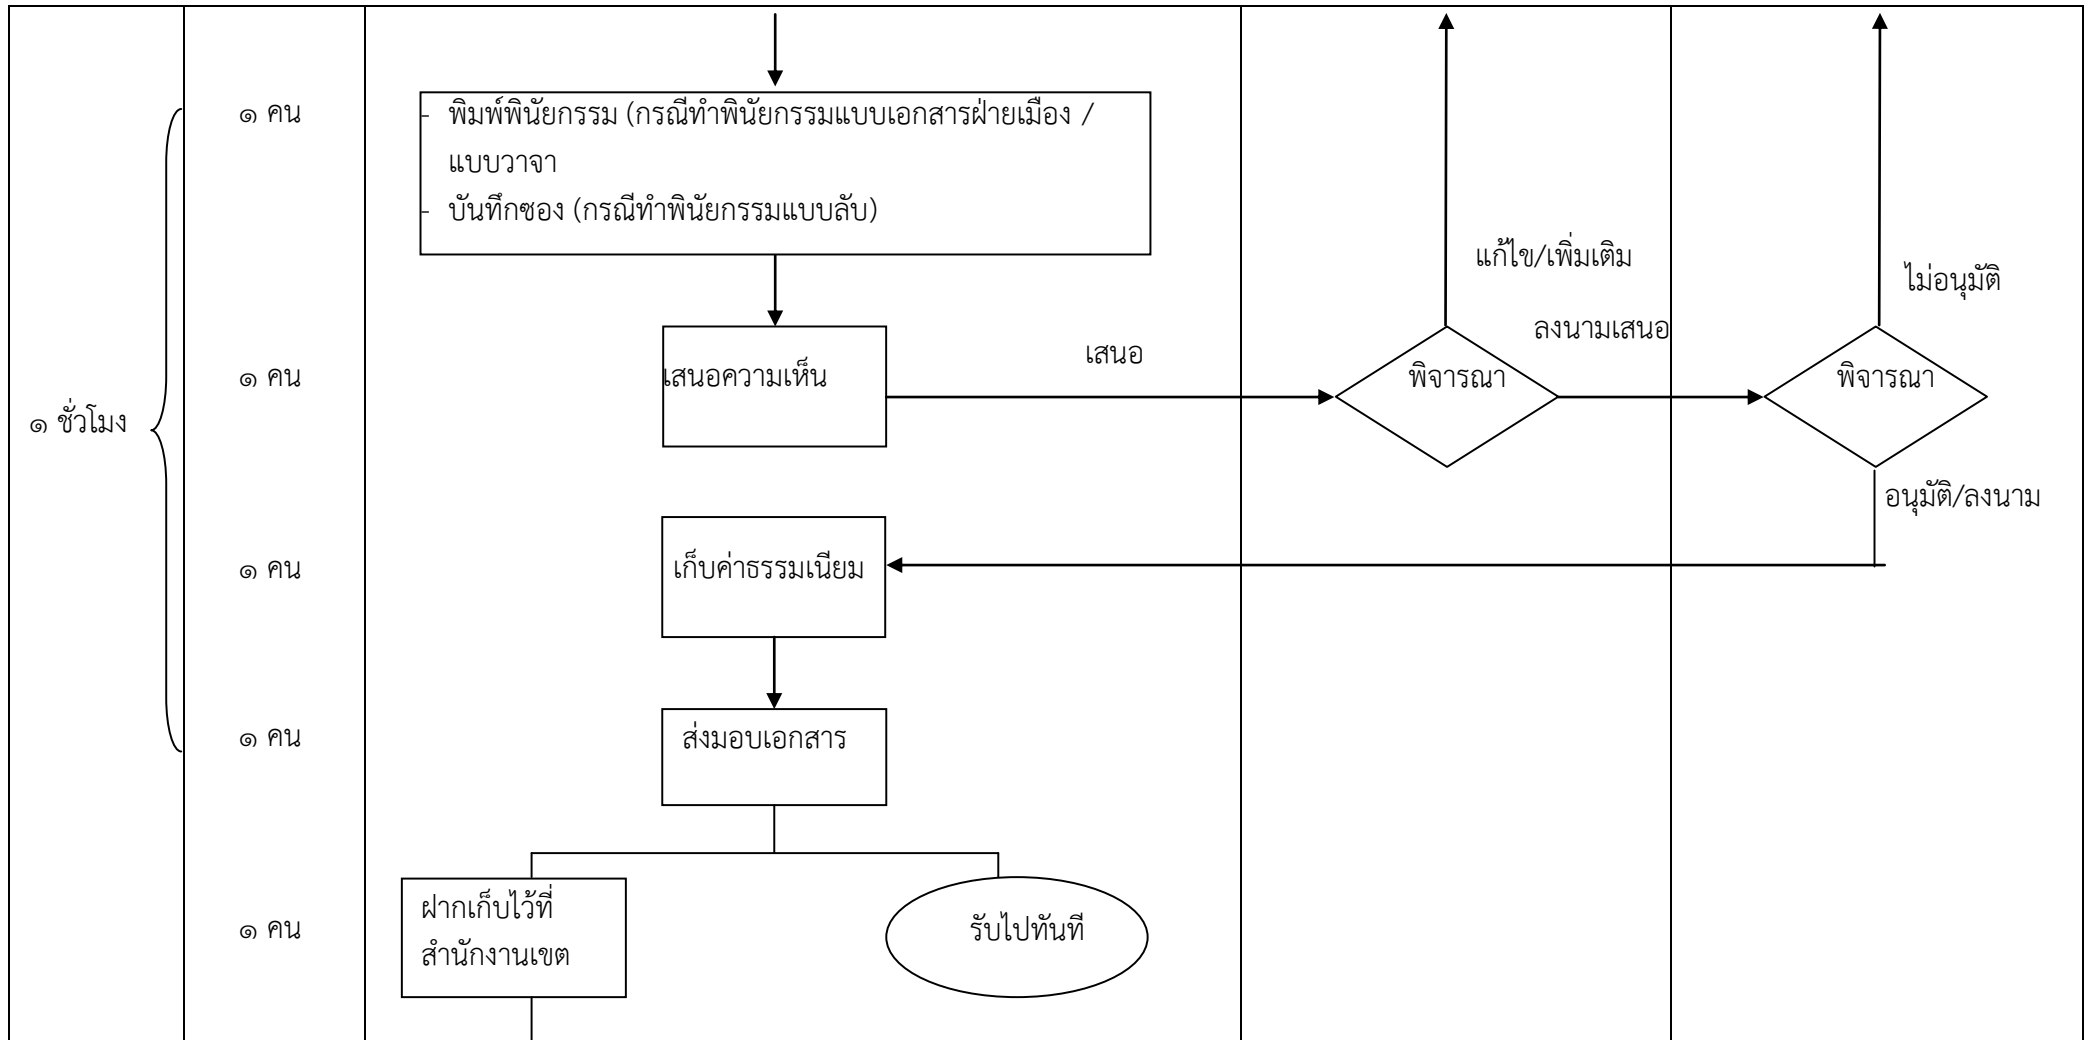 ๑ คน
- พิมพ์พินัยกรรม (กรณีทำพินัยกรรมแบบเอกสารฝ่ายเมือง /
แบบวาจา
- บันทึกซอง (กรณีทำพินัยกรรมแบบลับ)
แก้ไข/เพิ่มเติม
ไม่อนุมัติ
ลงนามเสนอ
เสนอ
๑ คน
เสนอความเห็น
พิจารณา
พิจารณา
๑ ชั่วโมง
อนุมัติ/ลงนาม
๑ คน
เก็บค่าธรรมเนียม
๑ คน
ส่งมอบเอกสาร
๑ คน
ฝากเก็บไว้ที่
สำนักงานเขต
รับไปทันที